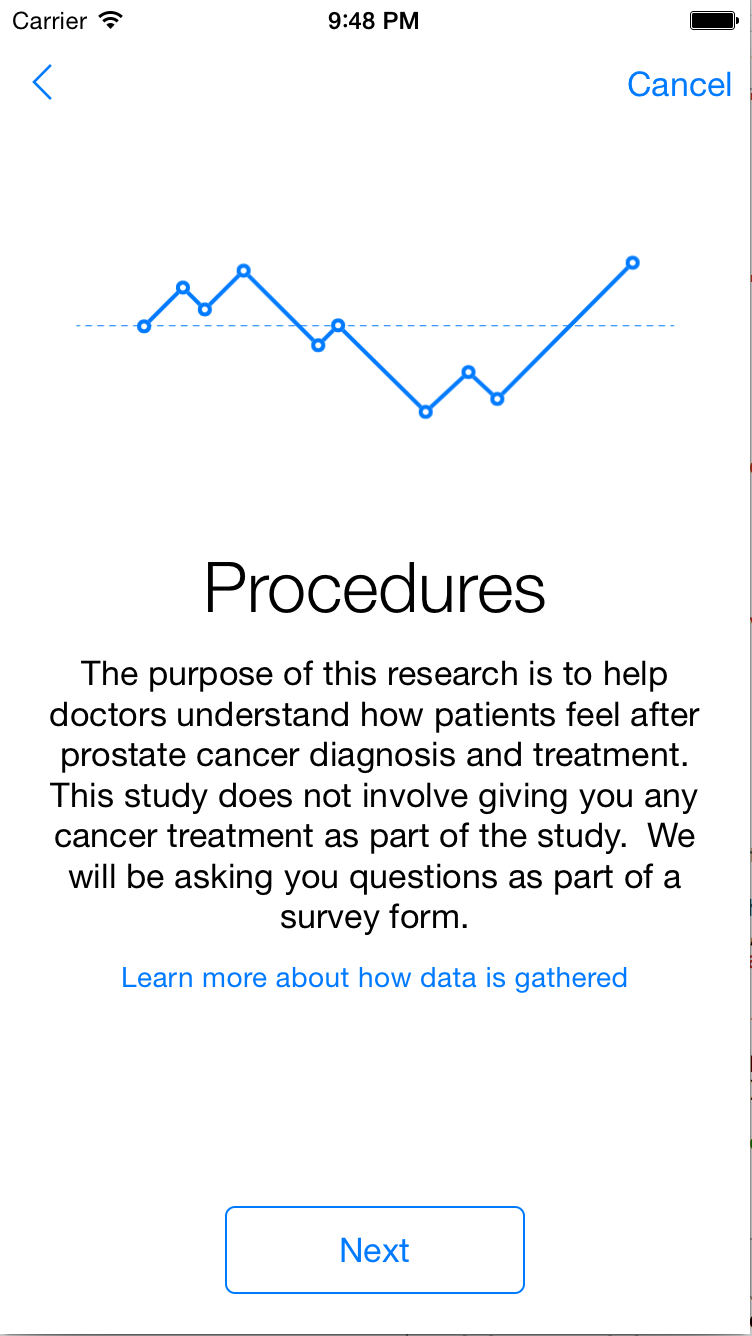 Carrier 9:48 PM
Cancel
Procedures
The purpose of this research is to help
doctors understand how patients feel after
prostate cancer diagnosis and treatment.
This study does not involve giving you any
cancer treatment as part of the study.  We
will be asking you questions as part of a
survey form.
Learn more about how data is gathered
Next